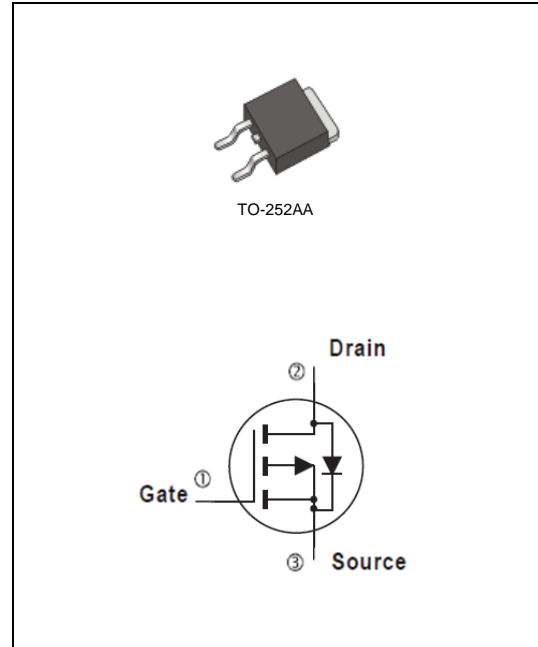 TO-252AA
Drain
②
Gate ①
③ Source